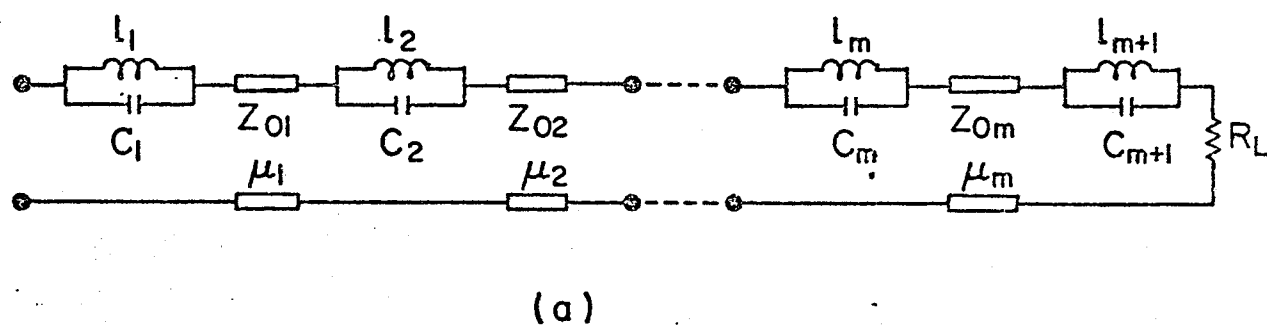 l1 l2 lm lm+1
Z01 Z02 Z0m RL
C1 C2 Cm Cm+1
μ1 μ2 μm
(a)